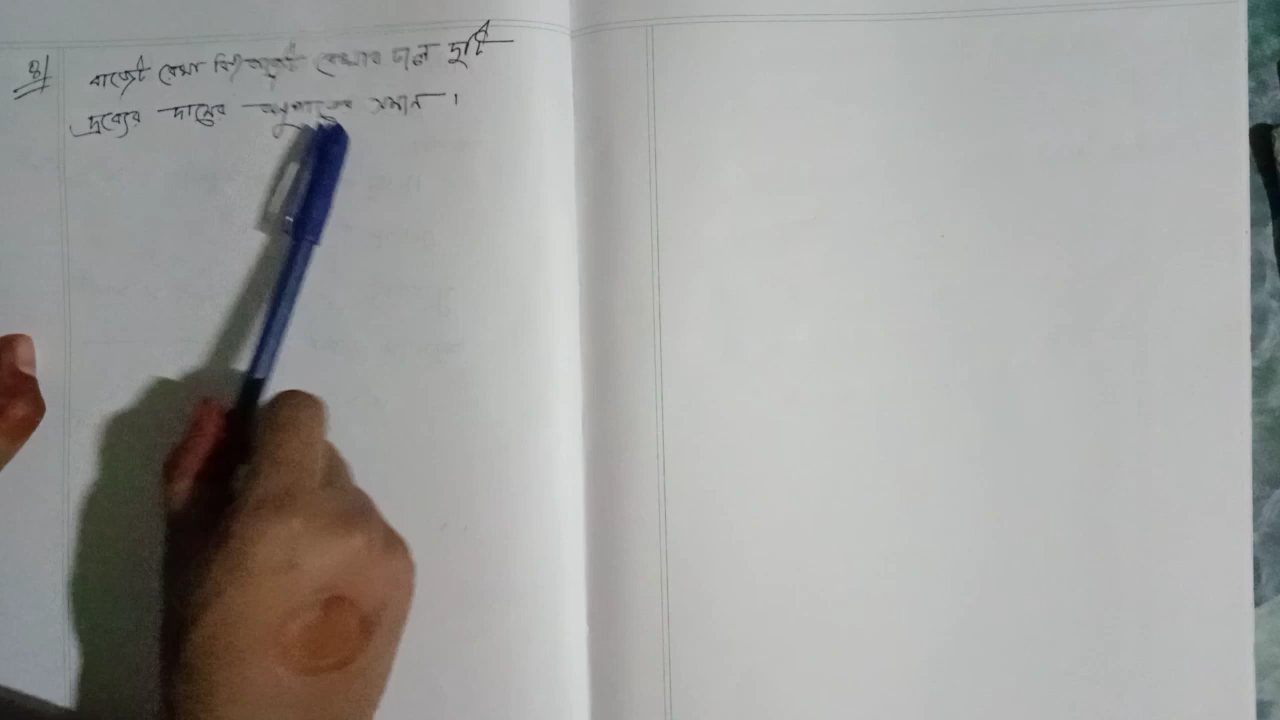 ৪|
বাজেট রেখা কি? বাজেট রেখার ঢাল দুটি
দ্রব্যের দামের অনুপাতের সমান ।